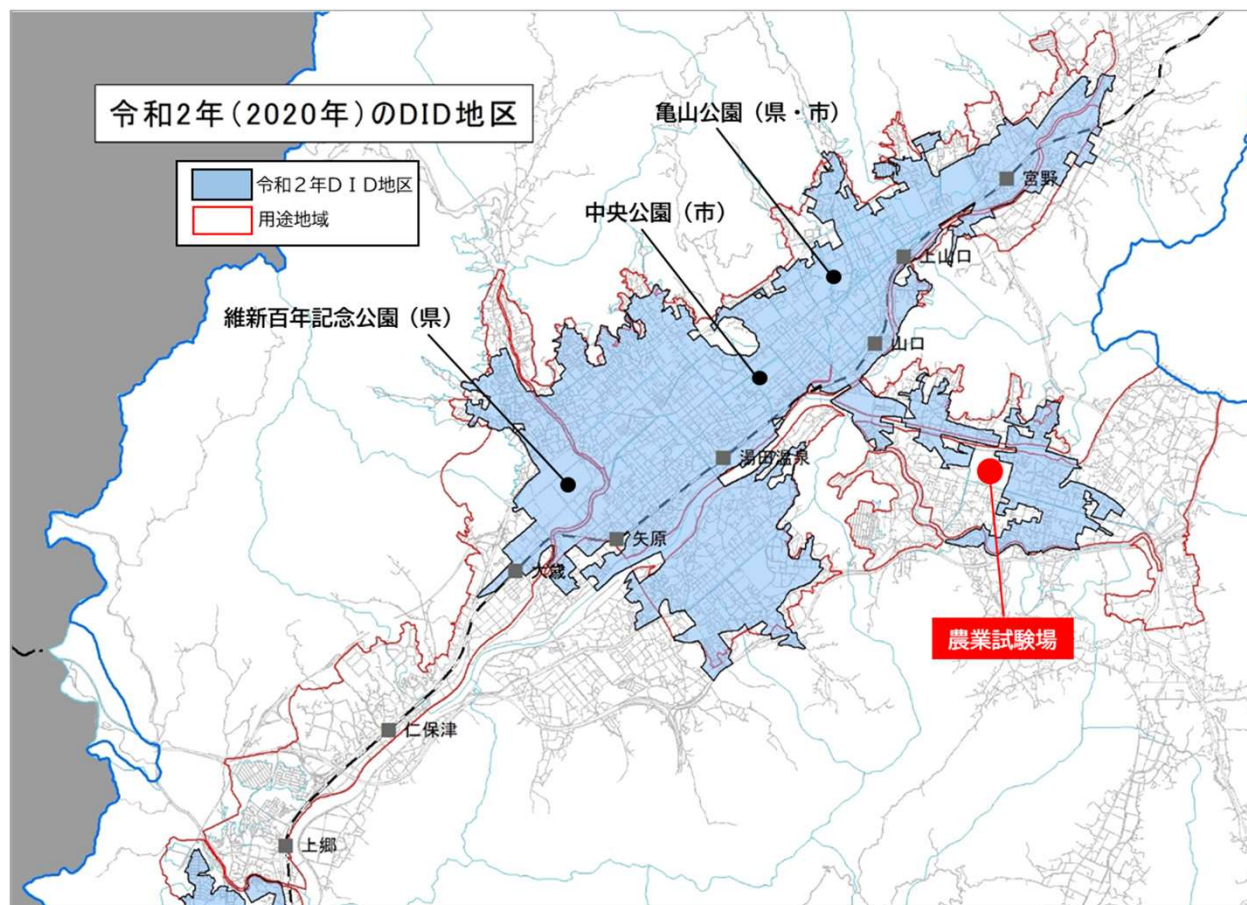 令和2年(2020年)のDID地区
令和2年DID地区
用途地域
亀山公園(県・市)
中央公園(市)
維新百年記念公園(県)
宮野
上山口
山口
湯田温泉
矢原
大歳
農業試験場
仁保津
上郷